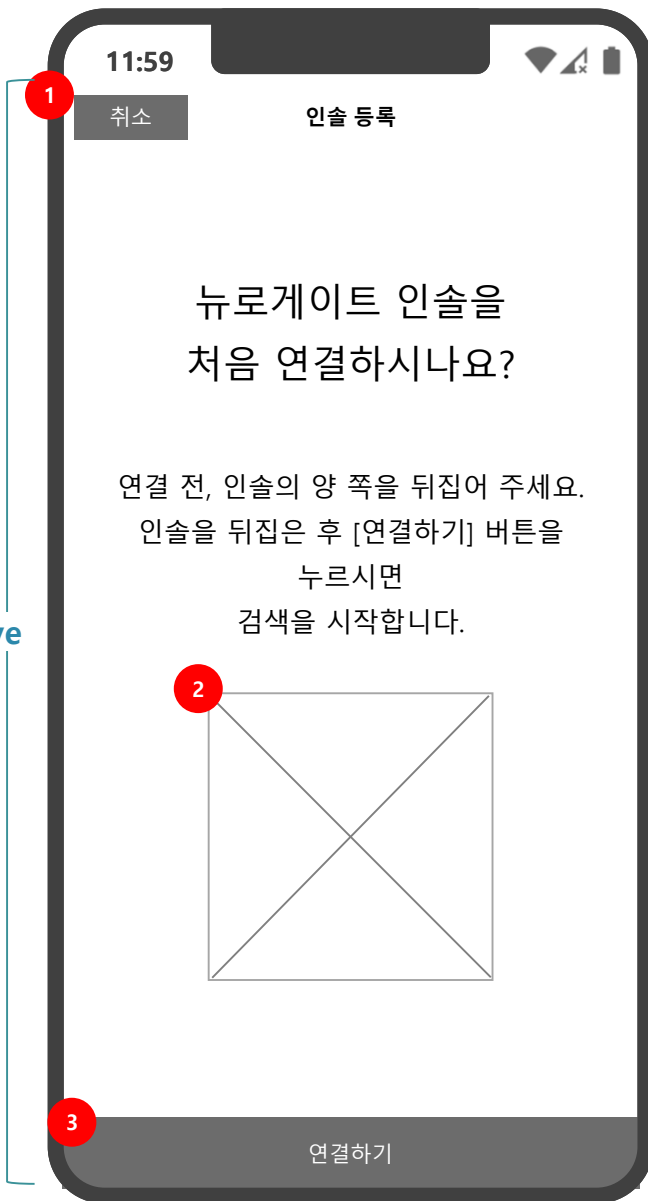 11:59
1
취소
인솔 등록
뉴로게이트 인솔을
처음 연결하시나요?
연결 전, 인솔의 양 쪽을 뒤집어 주세요.
인솔을 뒤집은 후 [연결하기] 버튼을
누르시면
검색을 시작합니다.
2
3
연결하기